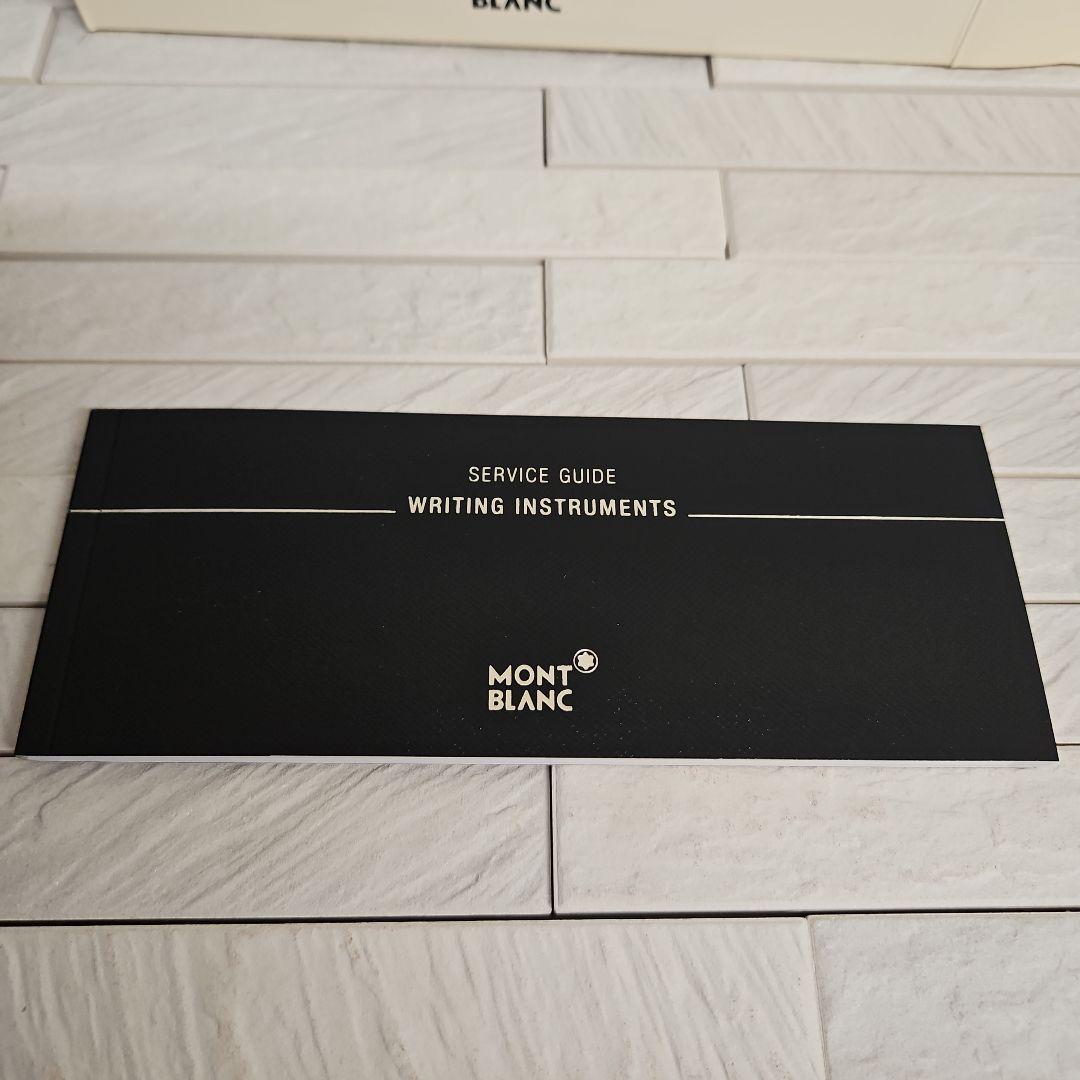 BLANC
SERVICE GUIDE
WRITING INSTRUMENTS
MONT
BLANC